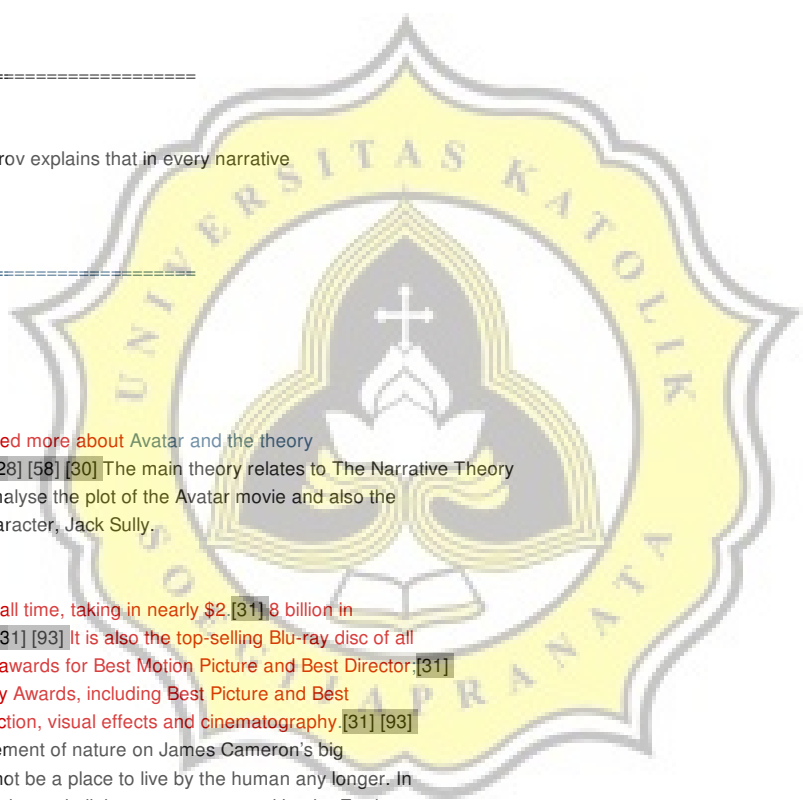 ==================
rov explains that in every narrative
==================
ed more about Avatar and the theory
28] [58] [30] The main theory relates to The Narrative Theory
nalyse the plot of the Avatar movie and also the
aracter, Jack Sully.
all time, taking in nearly $2.[31] 8 billion in
31] [93] It is also the top-selling Blu-ray disc of all
awards for Best Motion Picture and Best Director;[31]
y Awards, including Best Picture and Best
ction, visual effects and cinematography.[31] [93]
ement of nature on James Cameron's big
not be a place to live by the human any longer. In
UNIVERSITAS KATOLIK
SOEGIJAPRANATA